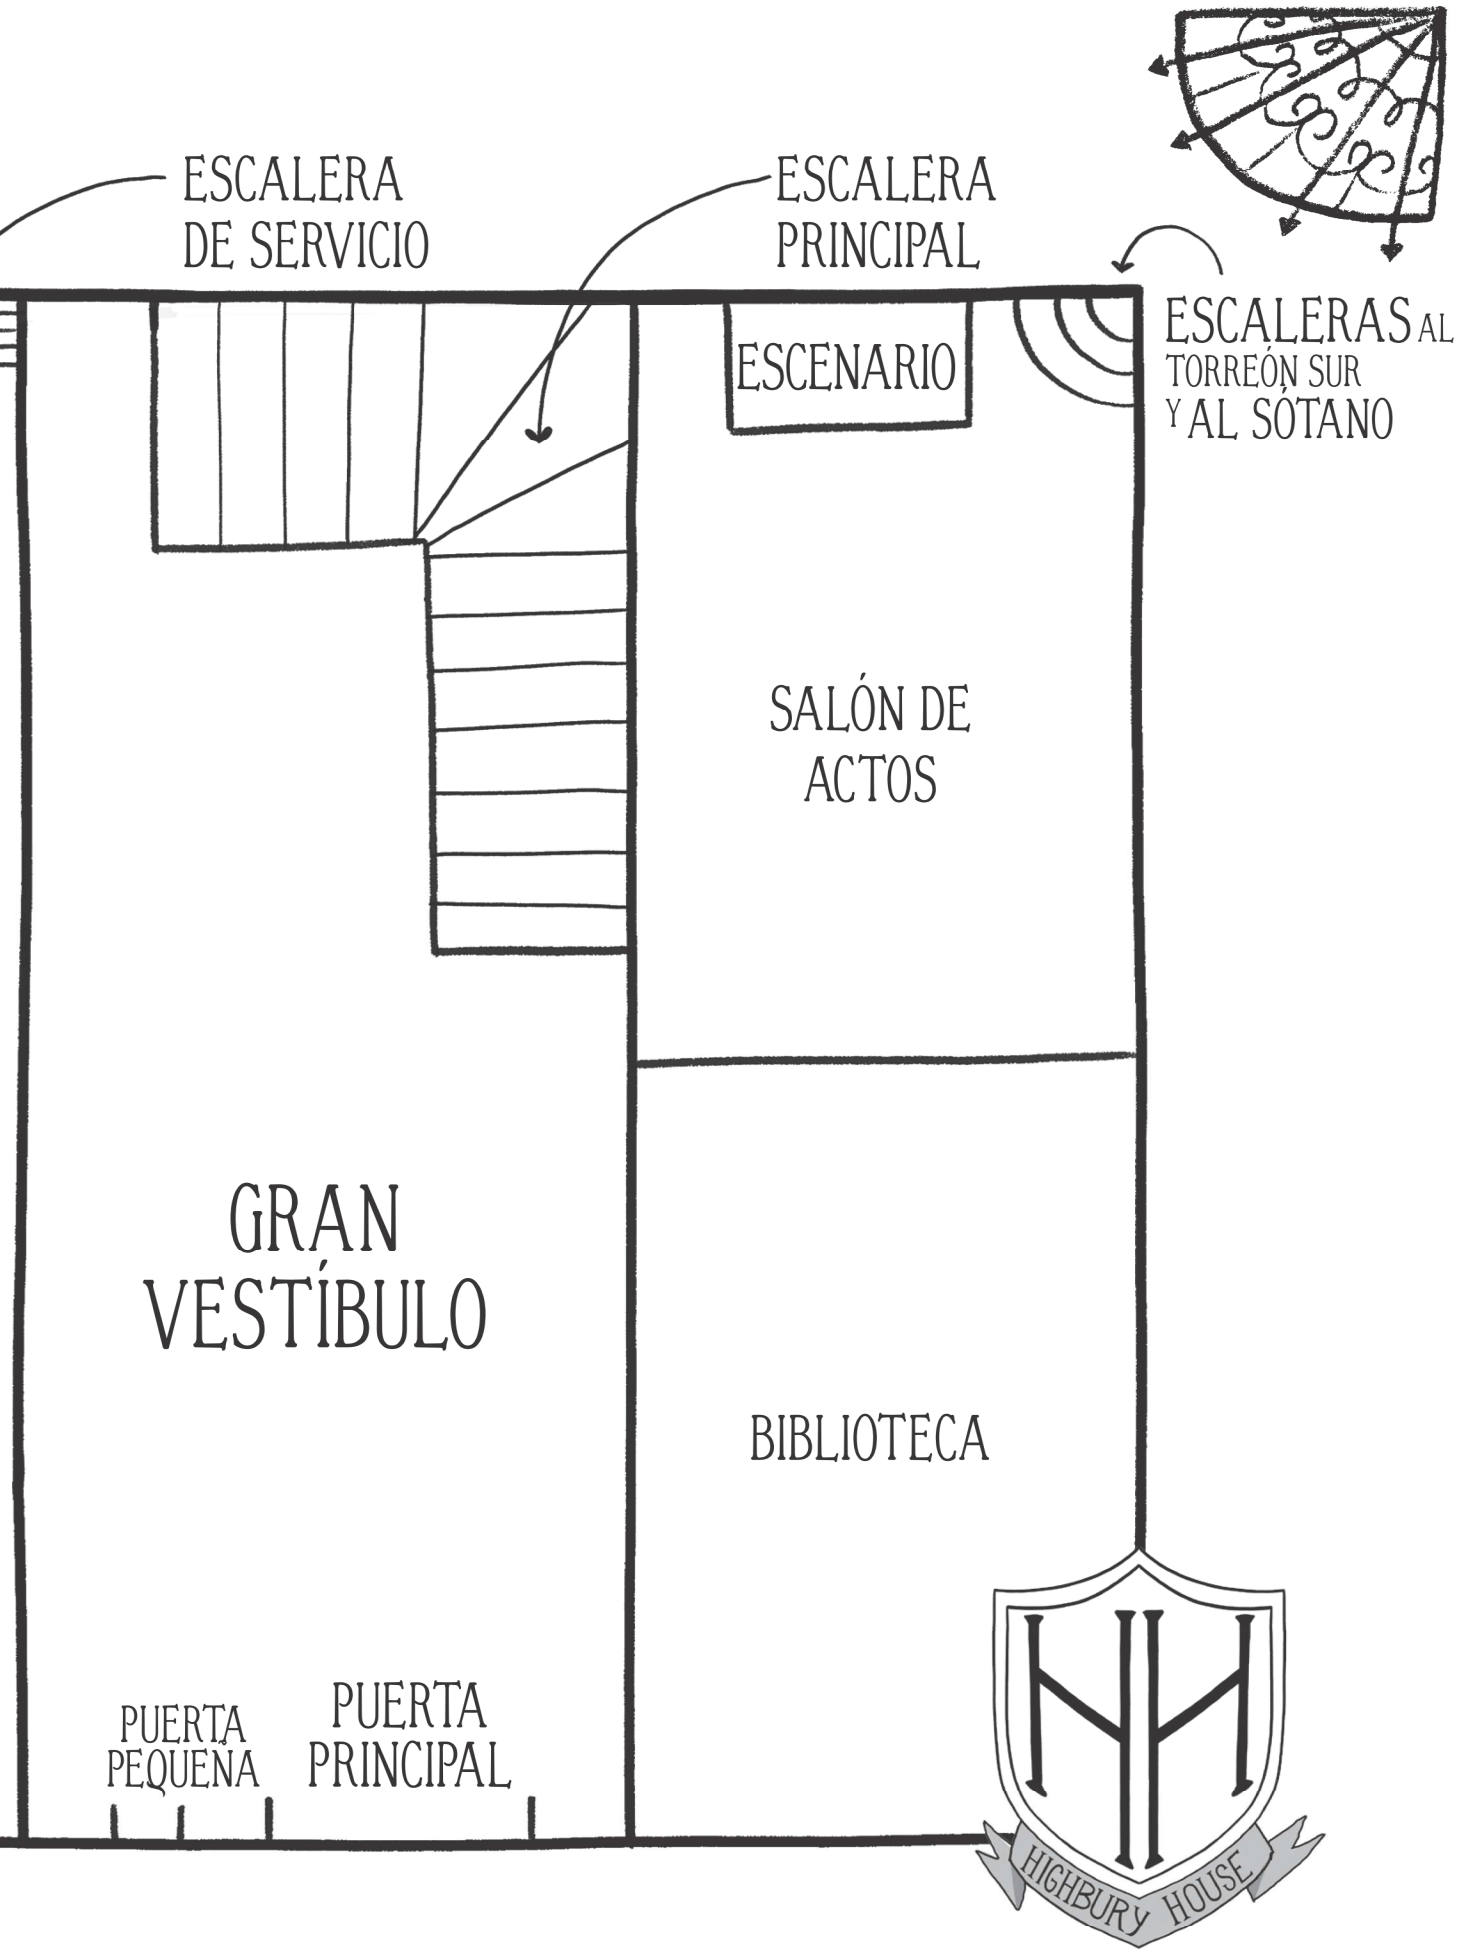 ESCALERA
DE SERVICIO
ESCALERA
PRINCIPAL
ESCALERAS AL
TORREÓN SUR
Y AL SÓTANO
ESCENARIO
SALÓN DE
ACTOS
GRAN
VESTÍBULO
BIBLIOTECA
PUERTA
PEQUEÑA
PUERTA
PRINCIPAL
HH
HIGHBURY HOUSE